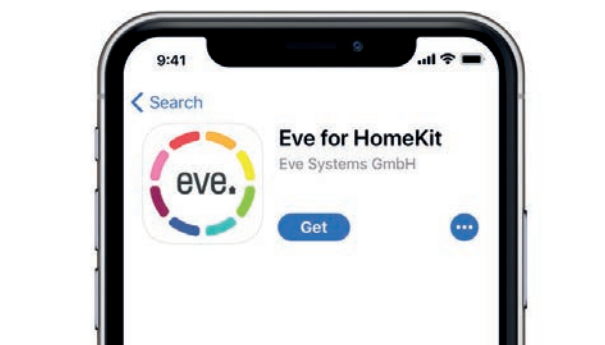 9:41
Search
eve.
Eve for HomeKit
Eve Systems GmbH
Get